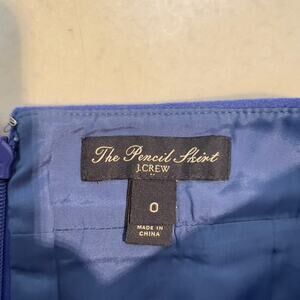 The Pencil Skirt
J.CREW
0
MADE IN
CHINA